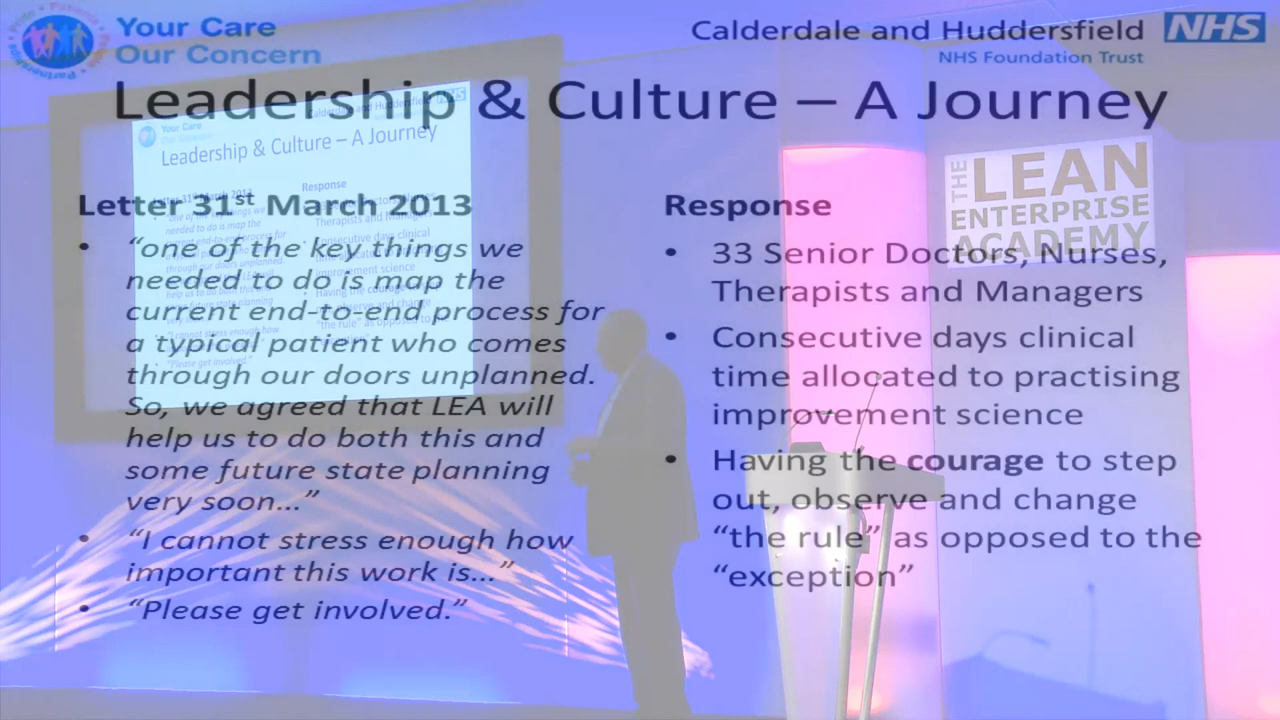 Your Care
Our Concern
Calderdale and Huddersfield NHS
NHS Foundation Trust
Leadership & Culture – A Journey
Letter 31st March 2013
• “one of the key things we
needed to do is map the
current end-to-end process for
a typical patient who comes
through our doors unplanned.
So, we agreed that LEA will
help us to do both this and
some future state planning
very soon…”
• “I cannot stress enough how
important this work is…”
• “Please get involved.”
Response
• 33 Senior Doctors, Nurses,
Therapists and Managers
• Consecutive days clinical
time allocated to practising
improvement science
• Having the courage to step
out, observe and change
“the rule” as opposed to the
“exception”
THE
LEAN
ENTERPRISE
ACADEMY
Your Care
Leadership & Culture – A Journey
Response